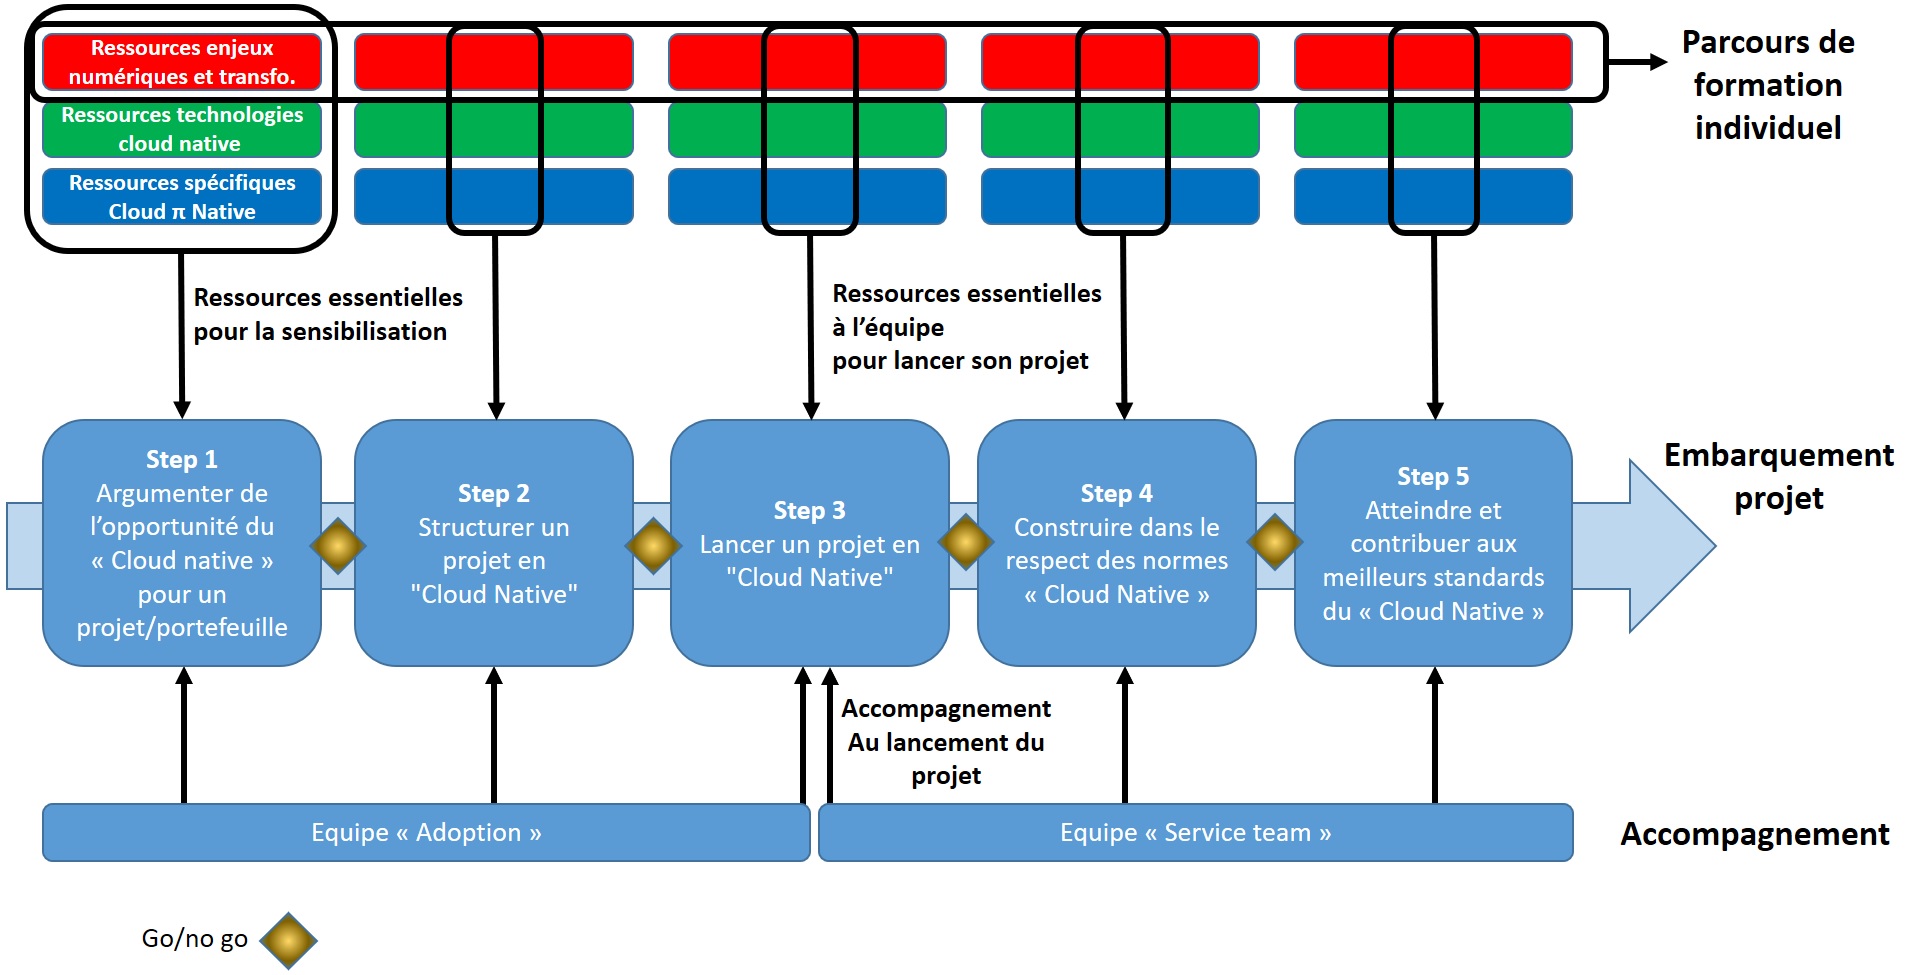 Ressources enjeux
numériques et transfo.
Ressources technologies
cloud native
Ressources spécifiques
Cloud π Native
Parcours de
formation
individuel
Ressources essentielles
pour la sensibilisation
Ressources essentielles
à l’équipe
pour lancer son projet
Step 1
Argumenter de
l’opportunité du
« Cloud native »
pour un
projet/portefeuille
Step 2
Structurer un
projet en
"Cloud Native"
Step 3
Lancer un projet en
"Cloud Native"
Step 4
Construire dans le
respect des normes
« Cloud Native »
Step 5
Atteindre et
contribuer aux
meilleurs standards
du « Cloud Native »
Embarquement
projet
Accompagnement
Au lancement du
projet
Equipe « Adoption »
Equipe « Service team »
Accompagnement
Go/no go